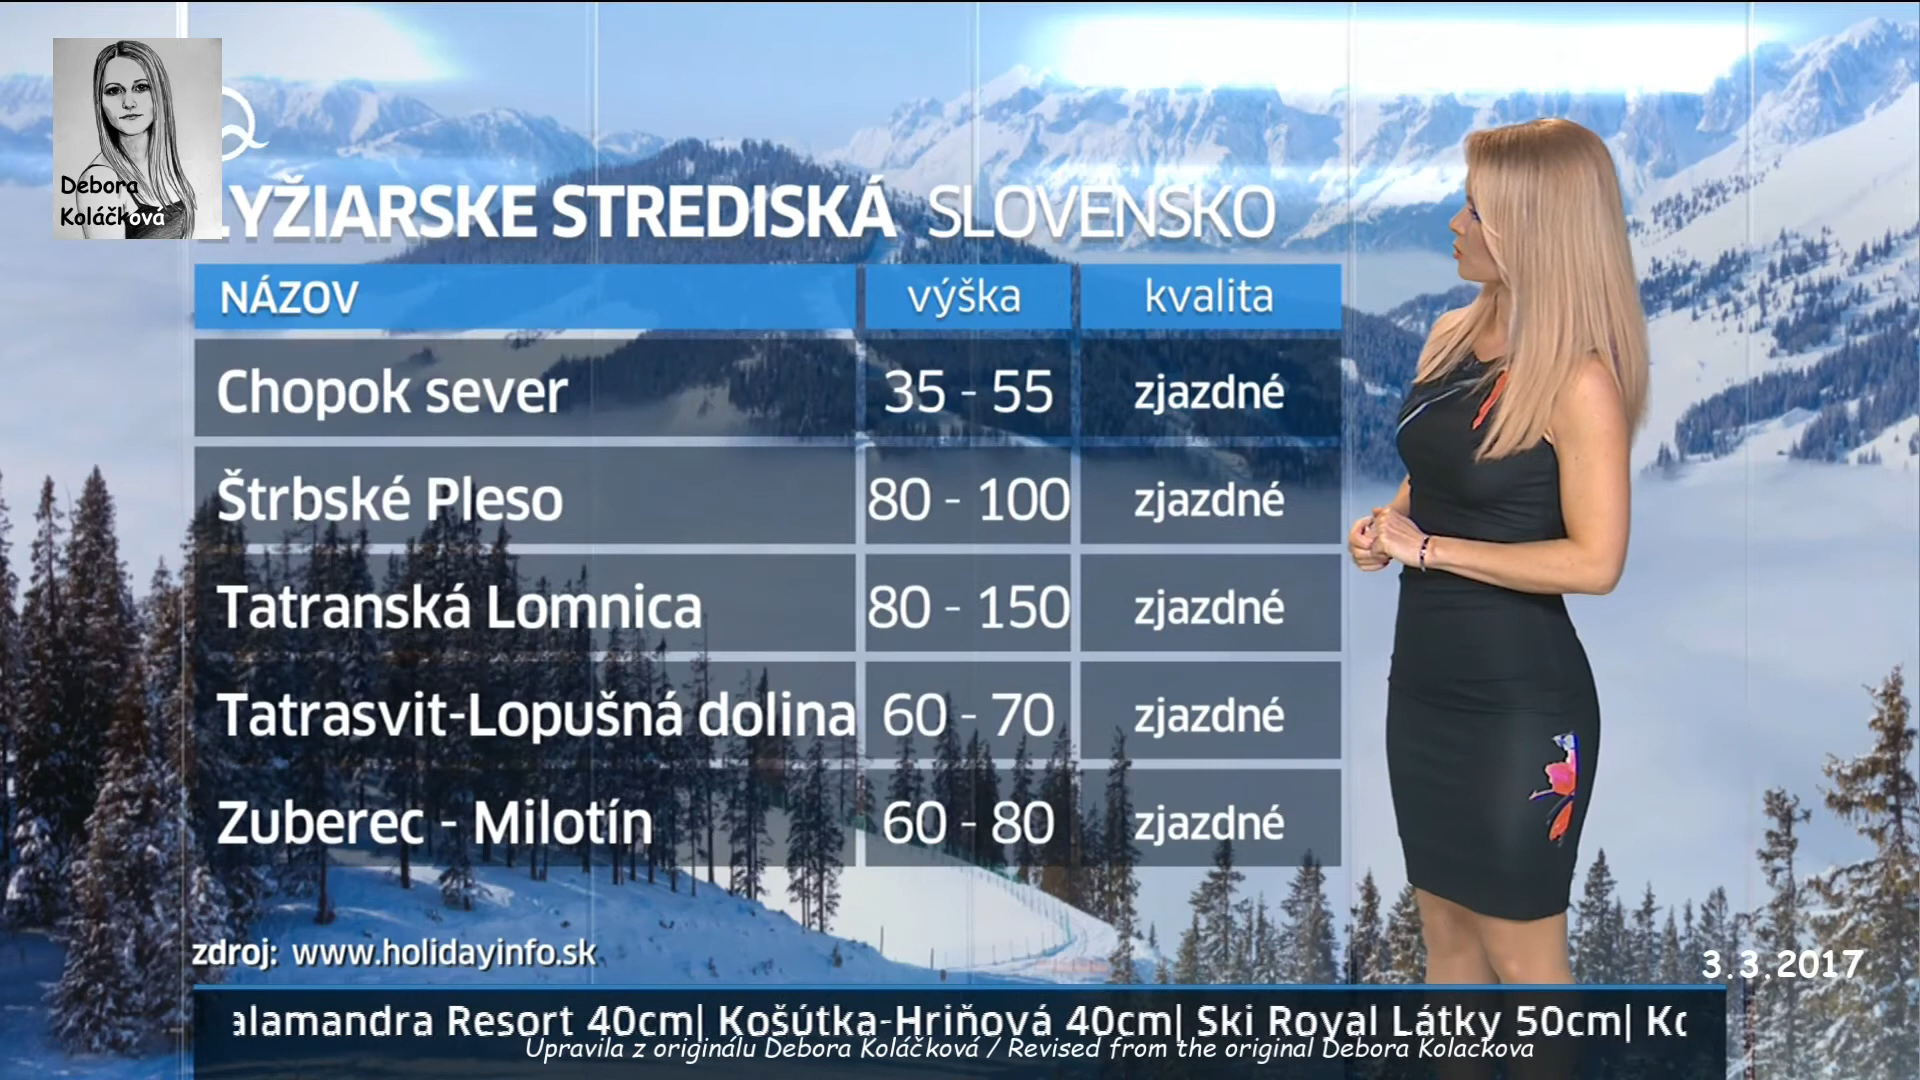 Debora
Koláčková
LYŽIARSKE STREDISKÁ SLOVENSKO
NÁZOV výška kvalita
Chopok sever 35 - 55 zjazdné
Štrbské Pleso 80 - 100 zjazdné
Tatranská Lomnica 80 - 150 zjazdné
Tatrasvit-Lopušná dolina 60 - 70 zjazdné
Zuberec - Milotín 60 - 80 zjazdné
zdroj: www.holidayinfo.sk
3.3.2017
alamandra Resort 40cm| Košútka-Hriňová 40cm| Ski Royal Látky 50cm| Ko
Upravila z originálu Debora Koláčková / Revised from the original Debora Kolackova